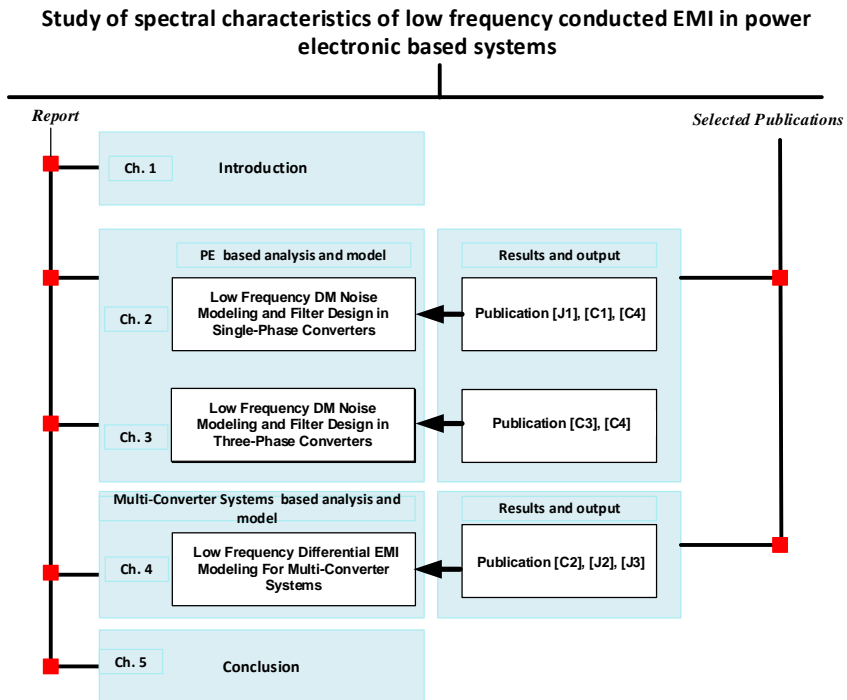 Study of spectral characteristics of low frequency conducted EMI in power
electronic based systems
Report
Selected Publications
Ch. 1
Introduction
PE based analysis and model
Results and output
Ch. 2
Low Frequency DM Noise
Modeling and Filter Design in
Single-Phase Converters
Publication [J1], [C1], [C4]
Ch. 3
Low Frequency DM Noise
Modeling and Filter Design in
Three-Phase Converters
Publication [C3], [C4]
Multi-Converter Systems based analysis and
model
Results and output
Ch. 4
Low Frequency Differential EMI
Modeling For Multi-Converter
Systems
Publication [C2], [J2], [J3]
Ch. 5
Conclusion